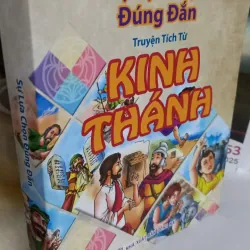 Đúng Đắn
Truyện Tích Từ
KINH
THÁNH
Sự Lựa Chọn Đúng Đắn